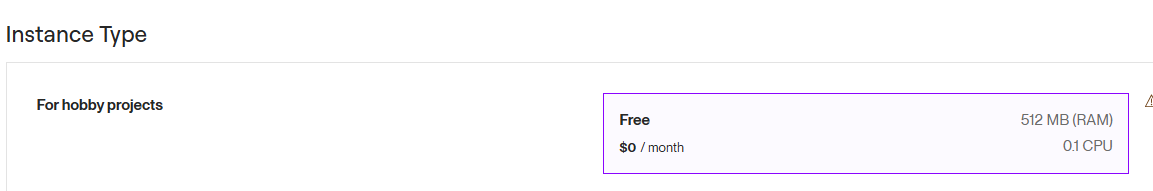 Instance Type
For hobby projects
Free
512 MB (RAM)
$0 / month
0.1 CPU